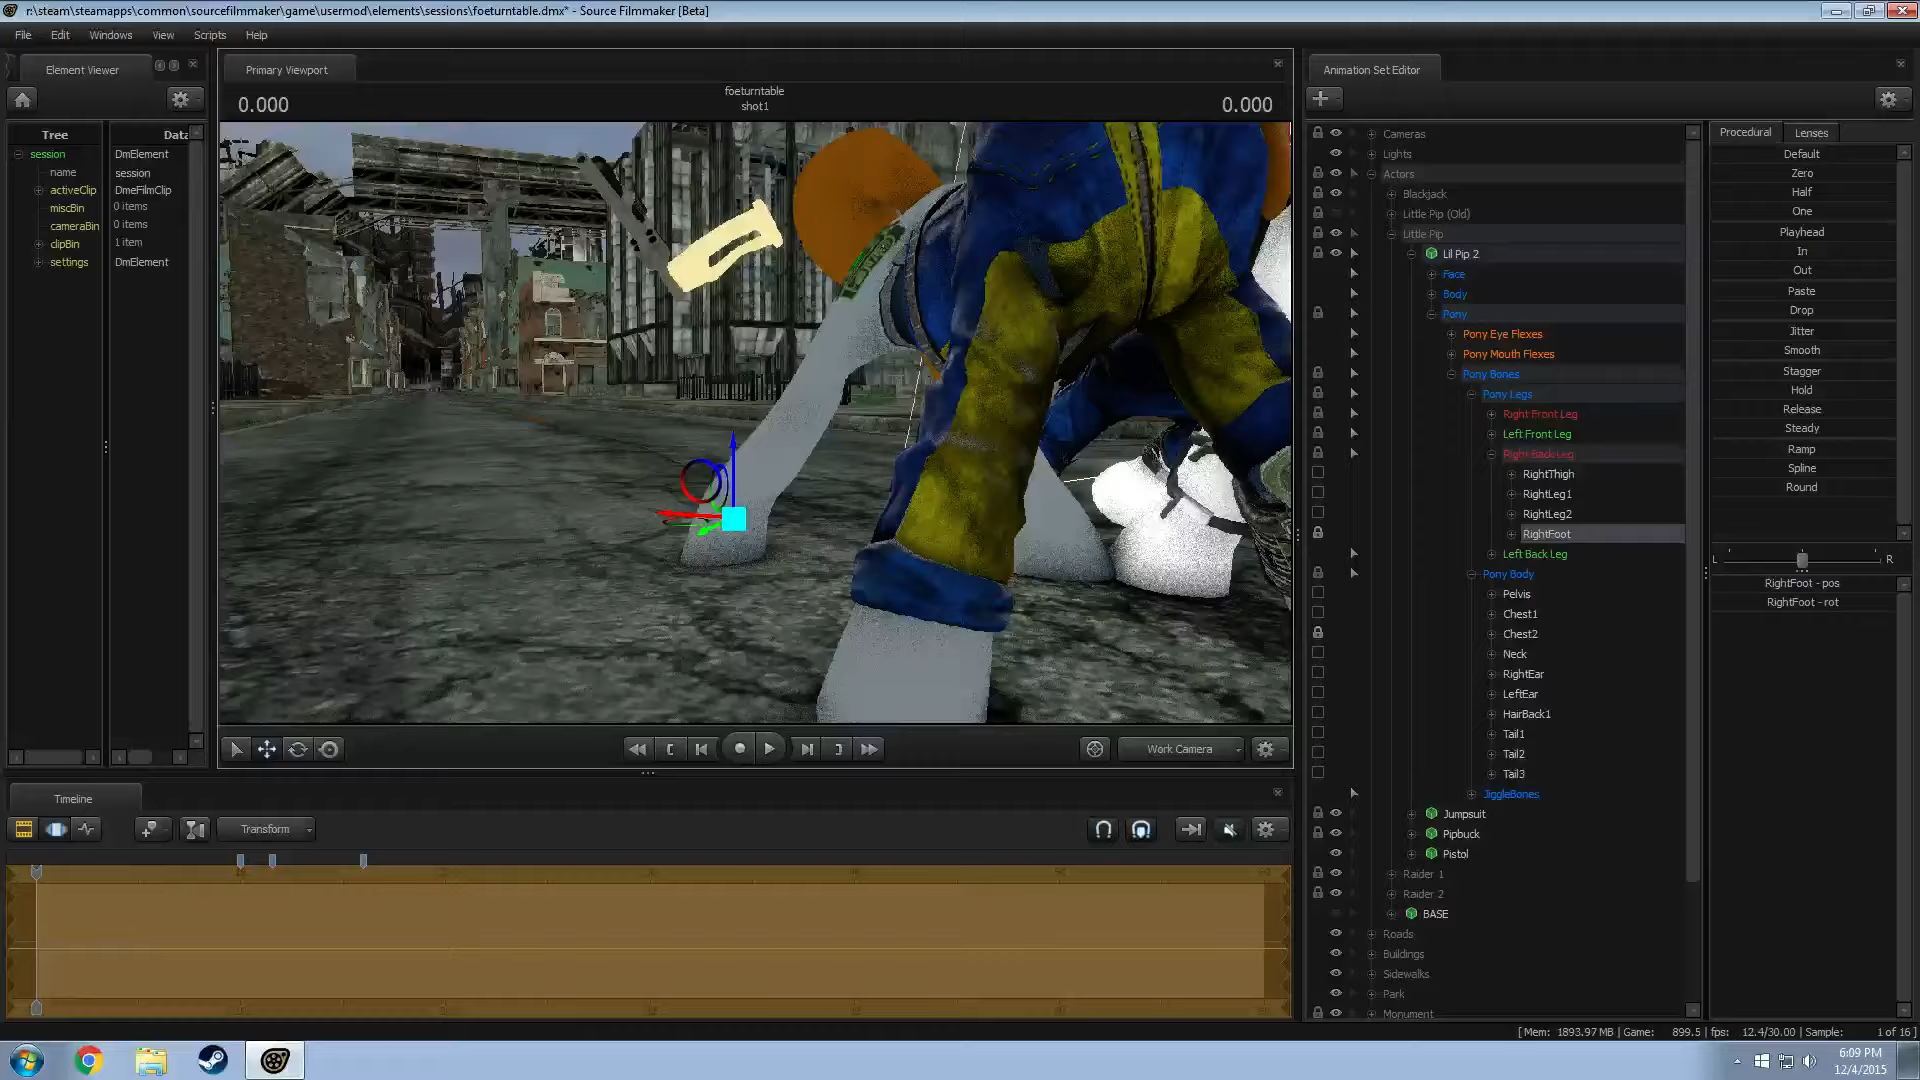 r:\steam\steamapps\common\sourcefilmmaker\game\usermod\elements\sessions\foeturntable.dmx* - Source Filmmaker [Beta]
File Edit Windows View Scripts Help
Element Viewer
Tree Data
session DmElement
name session
activeClip DmeFilmClip
miscBin 0 items
cameraBin 0 items
clipBin 1 item
settings DmElement
Primary Viewport
0.000
foeturntable
shot1
0.000
Work Camera
Timeline
Transform
Animation Set Editor
Cameras
Lights
Actors
Blackjack
Little Pip (Old)
Little Pip
Lil Pip 2
Face
Body
Pony
Pony Eye Flexes
Pony Mouth Flexes
Pony Bones
Pony Legs
Right Front Leg
Left Front Leg
Right Back Leg
RightThigh
RightLeg1
RightLeg2
RightFoot
Left Back Leg
Pony Body
Pelvis
Chest1
Chest2
Neck
RightEar
LeftEar
HairBack1
Tail1
Tail2
Tail3
JiggleBones
Jumpsuit
Pipbuck
Pistol
Raider 1
Raider 2
BASE
Roads
Buildings
Sidewalks
Park
Monument
Procedural Lenses
Default
Zero
Half
One
Playhead
In
Out
Paste
Drop
Jitter
Smooth
Stagger
Hold
Release
Steady
Ramp
Spline
Round
L R
RightFoot - pos
RightFoot - rot
[ Mem: 1893.97 MB | Game: 899.5 | fps: 12.4/30.00 | Sample: 1 of 16 ]
6:09 PM
12/4/2015